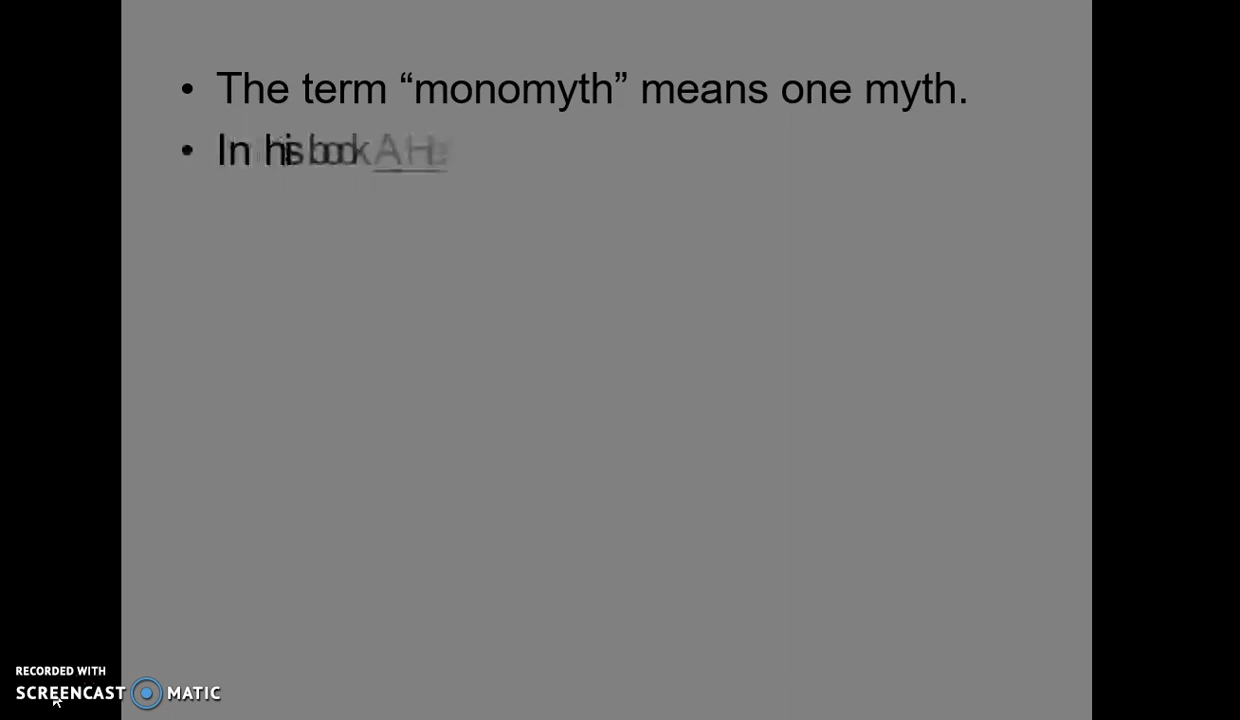 • The term “monomyth” means one myth.
• In his book A
RECORDED WITH
SCREENCAST MATIC